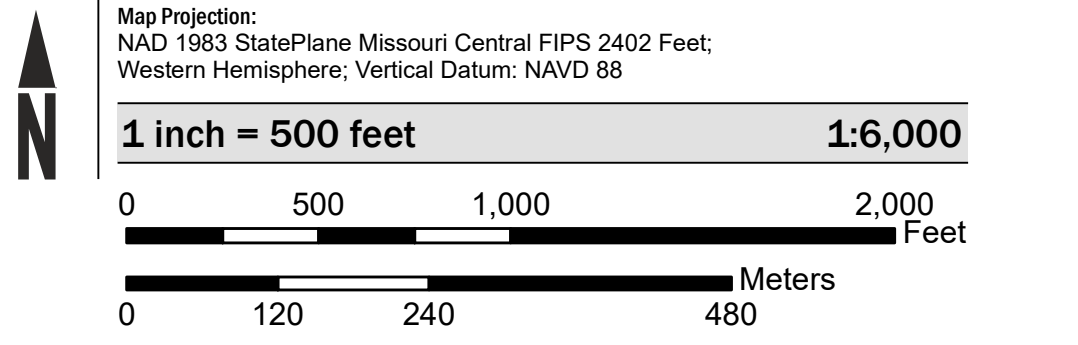 N
Map Projection:
NAD 1983 StatePlane Missouri Central FIPS 2402 Feet;
Western Hemisphere; Vertical Datum: NAVD 88
1 inch = 500 feet 1:6,000
0 500 1,000 2,000
Feet
Meters
0 120 240 480